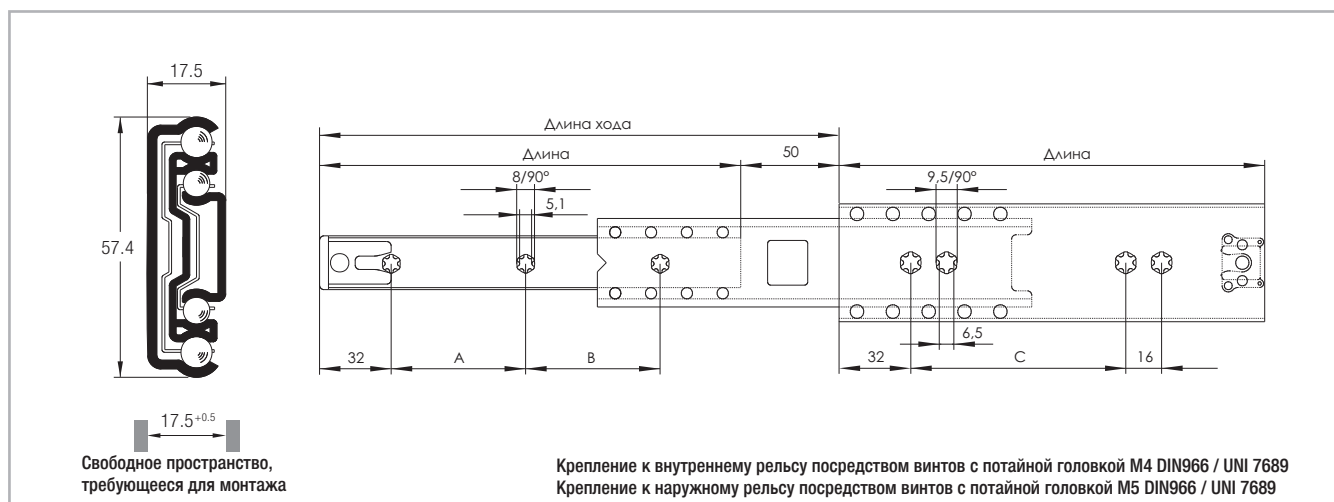 17.5
57.4
17.5+0.5
Свободное пространство,
требующееся для монтажа
Длина хода
Длина
50
Длина
8/90°
5,1
9,5/90°
6,5
32
A
B
32
C
16
Крепление к внутреннему рельсу посредством винтов с потайной головкой M4 DIN966 / UNI 7689
Крепление к наружному рельсу посредством винтов с потайной головкой M5 DIN966 / UNI 7689